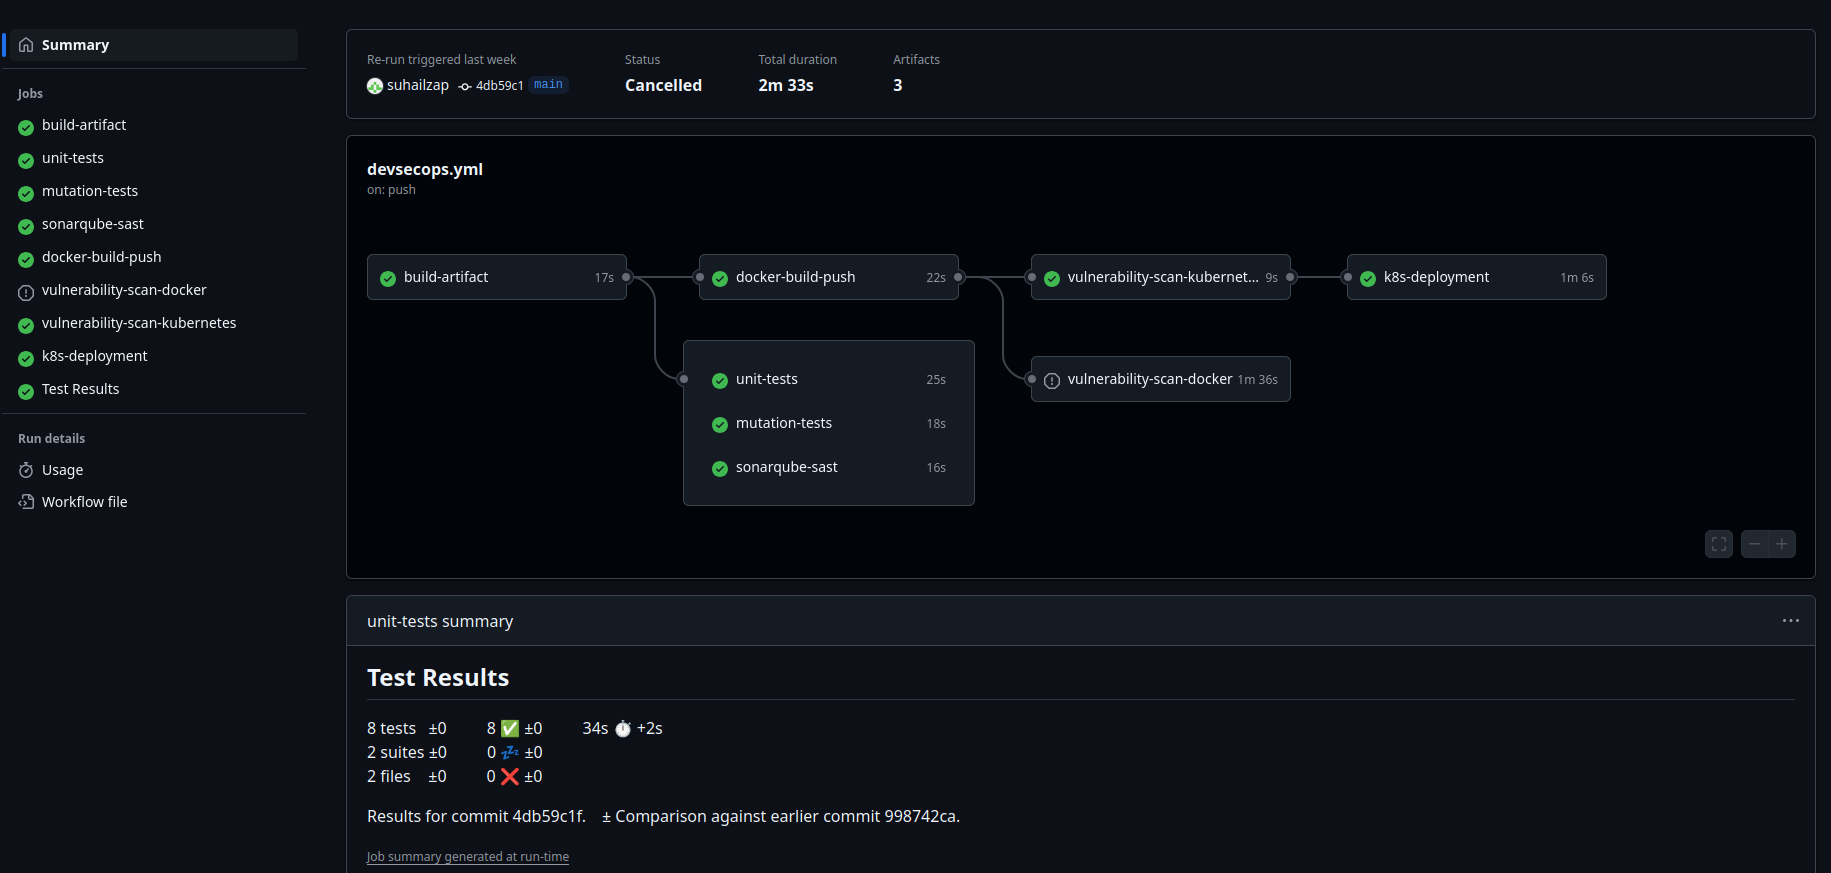 Summary
Jobs
build-artifact
unit-tests
mutation-tests
sonarqube-sast
docker-build-push
vulnerability-scan-docker
vulnerability-scan-kubernetes
k8s-deployment
Test Results
Run details
Usage
Workflow file
Re-run triggered last week
suhailzap 4db59c1 main
Status
Cancelled
Total duration
2m 33s
Artifacts
3
devsecops.yml
on: push
build-artifact 17s
docker-build-push 22s
vulnerability-scan-kubernet... 9s
k8s-deployment 1m 6s
unit-tests 25s
mutation-tests 18s
sonarqube-sast 16s
vulnerability-scan-docker 1m 36s
unit-tests summary
Test Results
8 tests ±0 8 ✅ ±0 34s ⏱️ +2s
2 suites ±0 0 💤 ±0
2 files ±0 0 ❌ ±0
Results for commit 4db59c1f. ± Comparison against earlier commit 998742ca.
Job summary generated at run-time